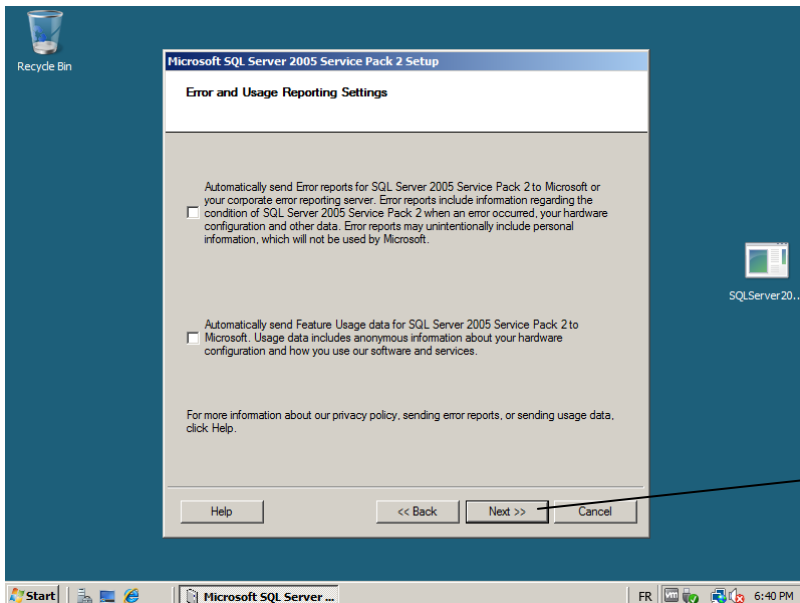 Recycle Bin
Microsoft SQL Server 2005 Service Pack 2 Setup
Error and Usage Reporting Settings
Automatically send Error reports for SQL Server 2005 Service Pack 2 to Microsoft or
your corporate error reporting server. Error reports include information regarding the
condition of SQL Server 2005 Service Pack 2 when an error occurred, your hardware
configuration and other data. Error reports may unintentionally include personal
information, which will not be used by Microsoft.
SQLServer20...
Automatically send Feature Usage data for SQL Server 2005 Service Pack 2 to
Microsoft. Usage data includes anonymous information about your hardware
configuration and how you use our software and services.
For more information about our privacy policy, sending error reports, or sending usage data,
click Help.
Help
<< Back
Next >>
Cancel
Start
Microsoft SQL Server ...
FR
vm
6:40 PM